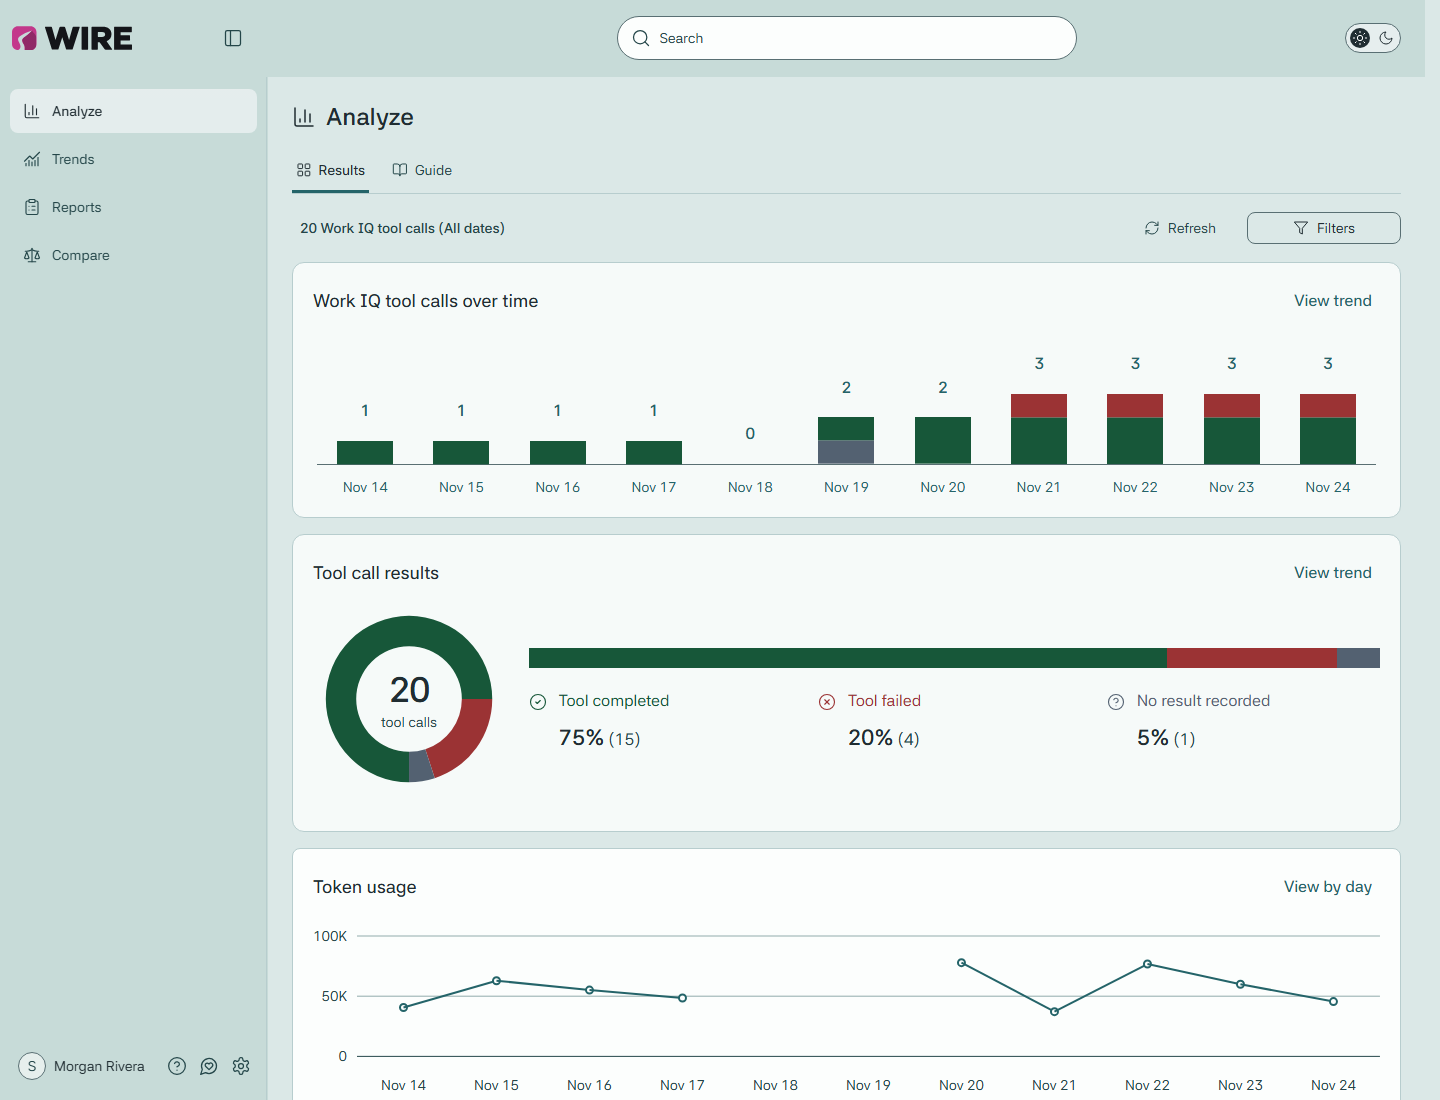 WIRE
Search
Analyze
Trends
Reports
Compare
Analyze
Results Guide
20 Work IQ tool calls (All dates)
Refresh
Filters
Work IQ tool calls over time
View trend
1 1 1 1 0 2 2 3 3 3 3
Nov 14 Nov 15 Nov 16 Nov 17 Nov 18 Nov 19 Nov 20 Nov 21 Nov 22 Nov 23 Nov 24
Tool call results
View trend
20
tool calls
Tool completed
75% (15)
Tool failed
20% (4)
No result recorded
5% (1)
Token usage
View by day
100K
50K
0
Nov 14 Nov 15 Nov 16 Nov 17 Nov 18 Nov 19 Nov 20 Nov 21 Nov 22 Nov 23 Nov 24
S Morgan Rivera